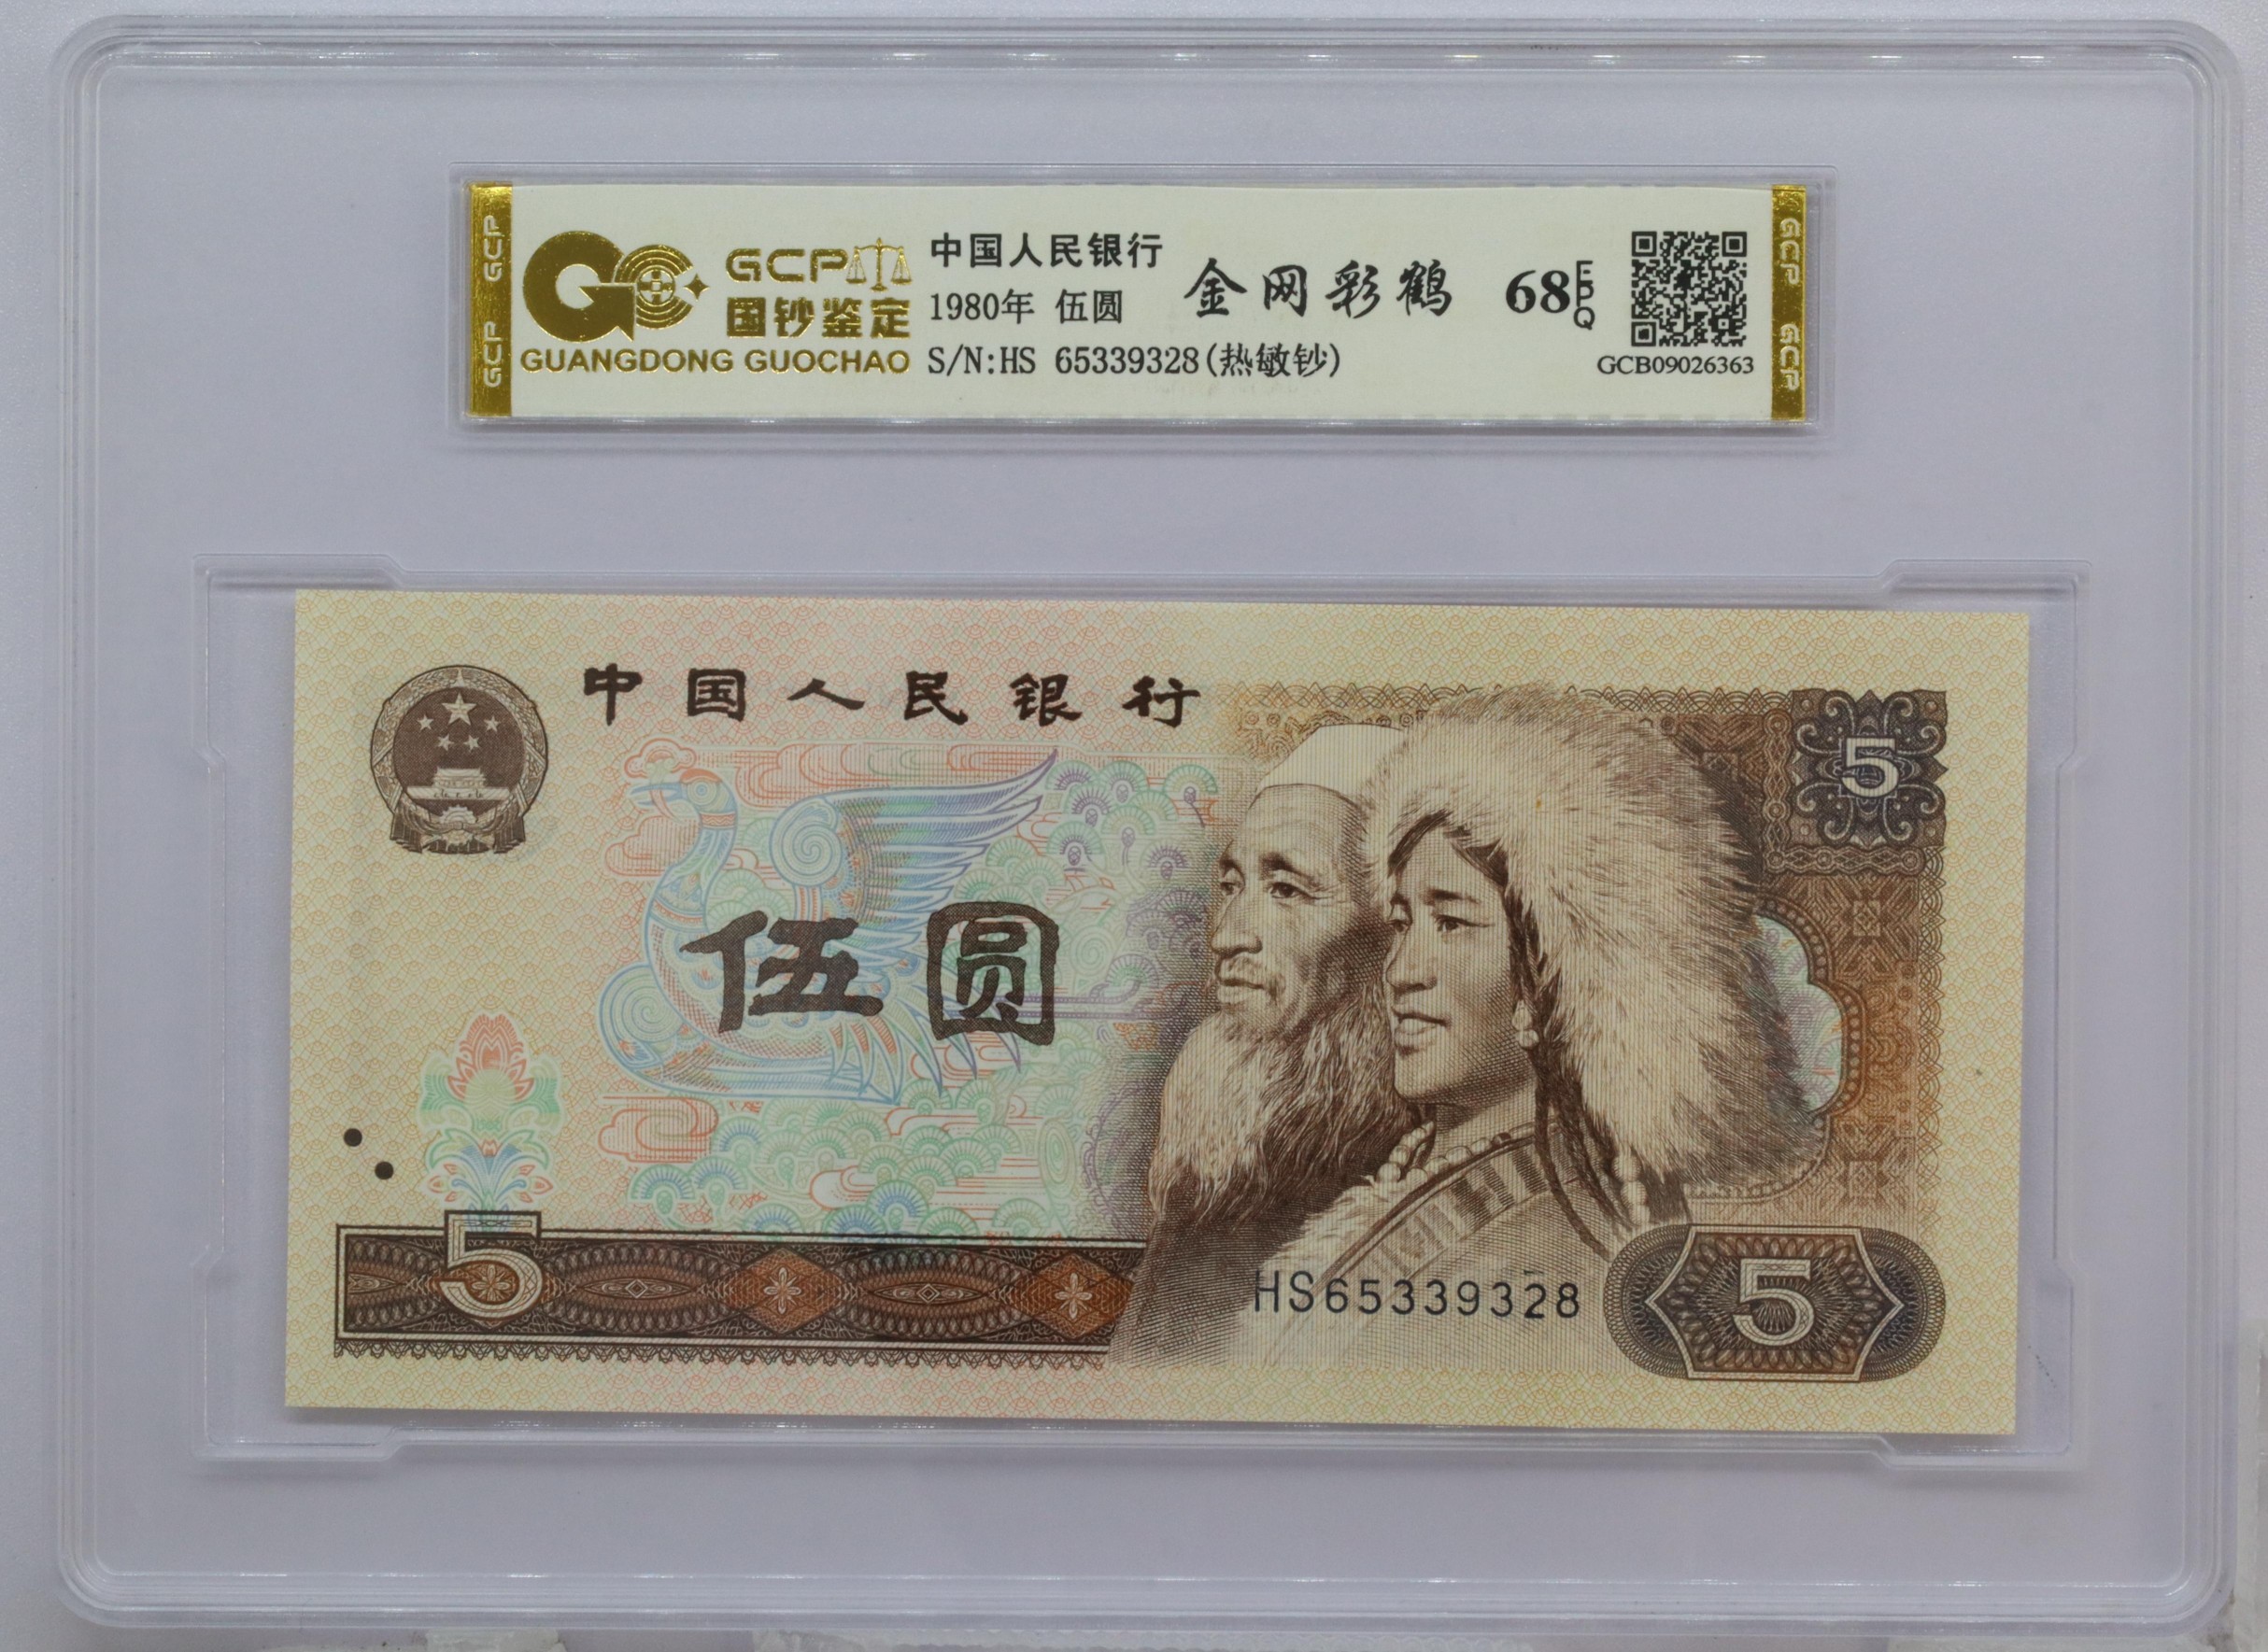 GCP GCP
GCP
国钞鉴定
GUANGDONG GUOCHAO
中国人民银行
1980年 伍圆
S/N:HS 65339328(热敏钞)
金网彩鹤
68 EPQ
GCB09026363
GCP GCP
中国人民银行
5
伍圆
5
HS65339328
5